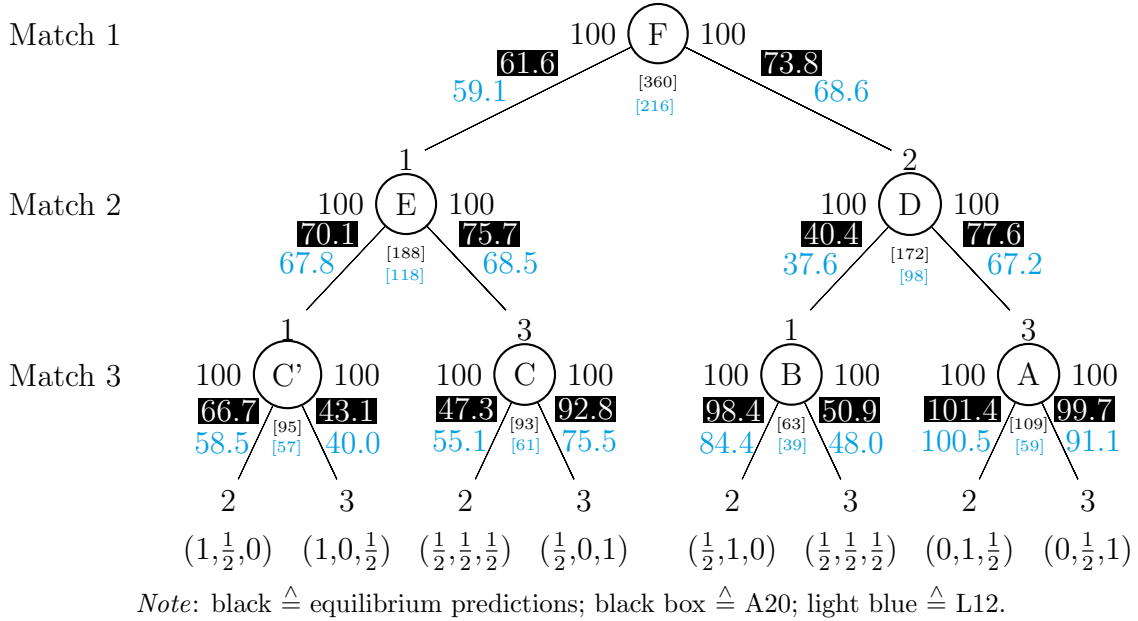 Match 1 100 F 100
61.6 73.8
59.1 [360] 68.6
[216]
1 2
Match 2 100 E 100 100 D 100
70.1 75.7 40.4 77.6
67.8 [188] 68.5 37.6 [172] 67.2
[118] [98]
1 3 1 3
Match 3 100 C' 100 100 C 100 100 B 100 100 A 100
66.7 43.1 47.3 92.8 98.4 50.9 101.4 99.7
[95] [93] [63] [109]
58.5 [57] 40.0 55.1 [61] 75.5 84.4 [39] 48.0 100.5 [59] 91.1
2 3 2 3 2 3 2 3
(1,1/2,0) (1,0,1/2) (1/2,1/2,1/2) (1/2,0,1) (1/2,1,0) (1/2,1/2,1/2) (0,1,1/2) (0,1/2,1)
Note: black ≙ equilibrium predictions; black box ≙ A20; light blue ≙ L12.